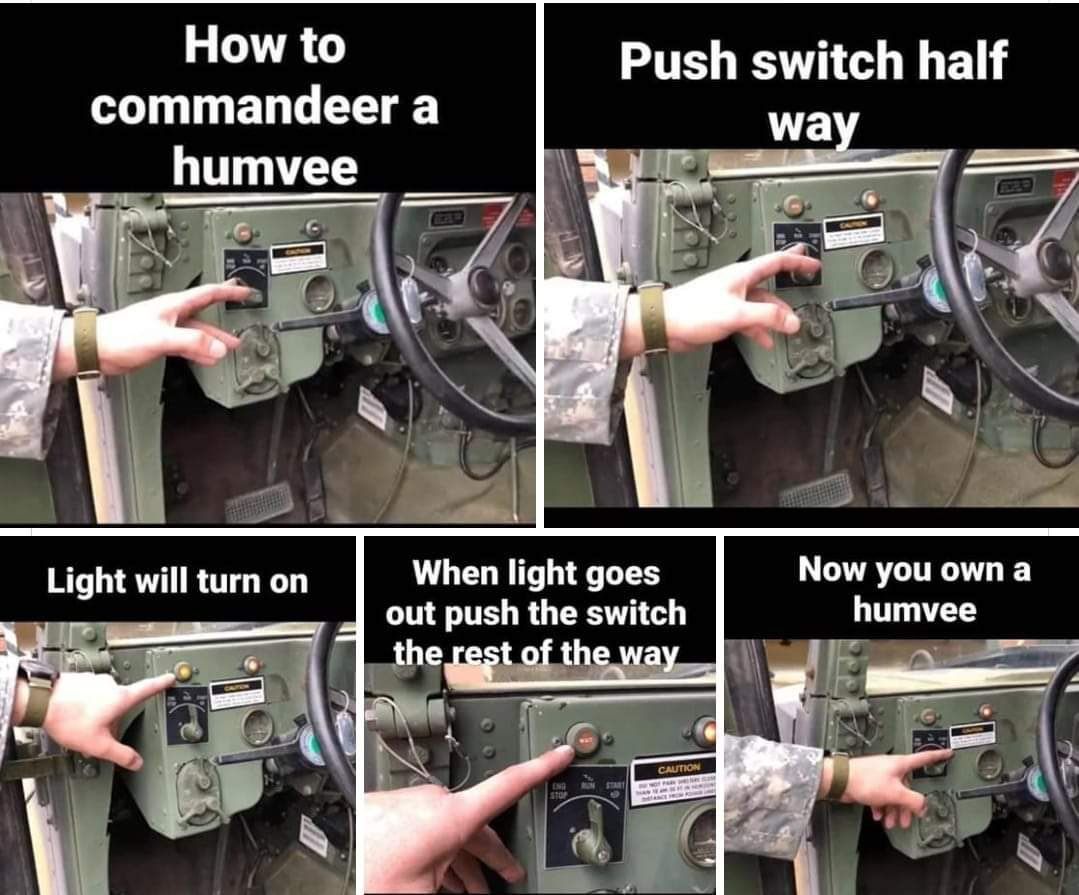 How to
commandeer a
humvee
Push switch half
way
Light will turn on
When light goes
out push the switch
the rest of the way
WAIT
ENG
STOP
RUN
START
CAUTION
Now you own a
humvee